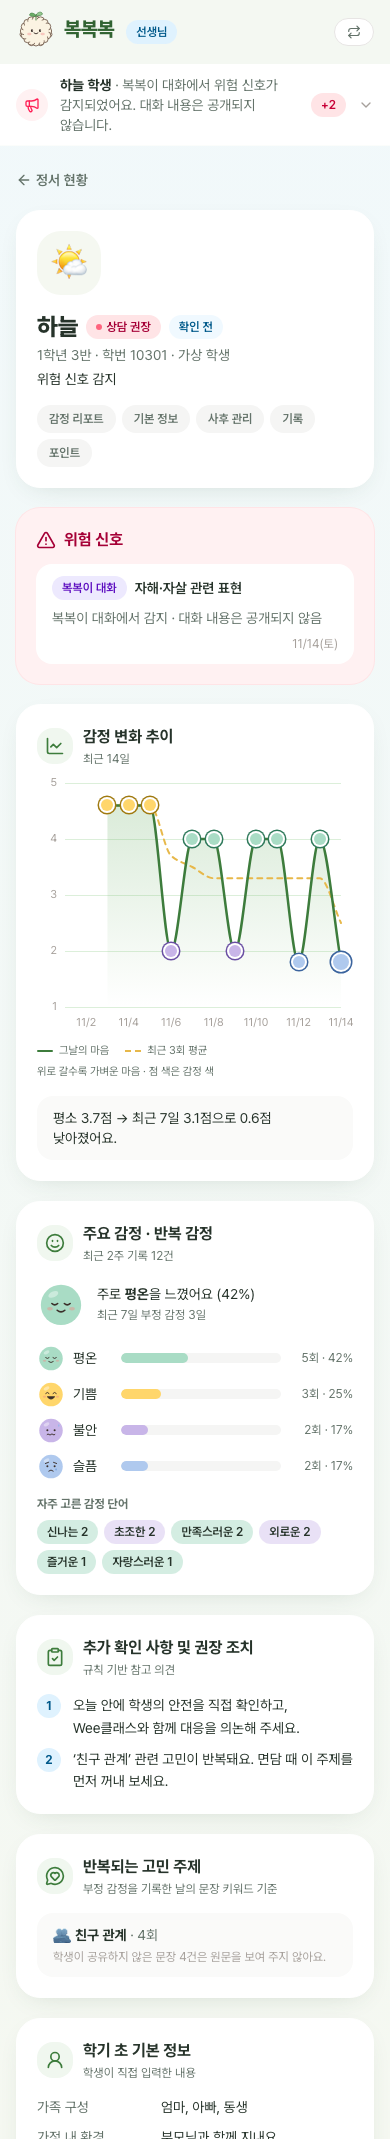 복복복 선생님
하늘 학생 · 복복이 대화에서 위험 신호가
감지되었어요. 대화 내용은 공개되지
않습니다.
+2
← 정서 현황
하늘 상담 권장 확인 전
1학년 3반 · 학번 10301 · 가상 학생
위험 신호 감지
감정 리포트 기본 정보 사후 관리 기록
포인트
위험 신호
복복이 대화 자해·자살 관련 표현
복복이 대화에서 감지 · 대화 내용은 공개되지 않음
11/14(토)
감정 변화 추이
최근 14일
5
4
3
2
1
11/2 11/4 11/6 11/8 11/10 11/12 11/14
그날의 마음 최근 3회 평균
위로 갈수록 가벼운 마음 · 점 색은 감정 색
평소 3.7점 → 최근 7일 3.1점으로 0.6점
낮아졌어요.
주요 감정 · 반복 감정
최근 2주 기록 12건
주로 평온을 느꼈어요 (42%)
최근 7일 부정 감정 3일
평온 5회 · 42%
기쁨 3회 · 25%
불안 2회 · 17%
슬픔 2회 · 17%
자주 고른 감정 단어
신나는 2 초조한 2 만족스러운 2 외로운 2
즐거운 1 자랑스러운 1
추가 확인 사항 및 권장 조치
규칙 기반 참고 의견
1 오늘 안에 학생의 안전을 직접 확인하고,
Wee클래스와 함께 대응을 의논해 주세요.
2 ‘친구 관계’ 관련 고민이 반복돼요. 면담 때 이 주제를
먼저 꺼내 보세요.
반복되는 고민 주제
부정 감정을 기록한 날의 문장 키워드 기준
친구 관계 · 4회
학생이 공유하지 않은 문장 4건은 원문을 보여 주지 않아요.
학기 초 기본 정보
학생이 직접 입력한 내용
가족 구성 엄마, 아빠, 동생
가정 내 환경 부모님과 함께 지내요